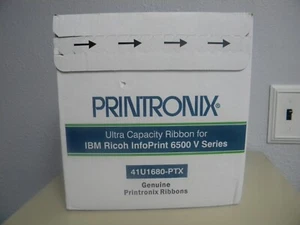 PRINTRONIX
Ultra Capacity Ribbon for
IBM Ricoh InfoPrint 6500 V Series
41U1680-PTX
Genuine
Printronix Ribbons